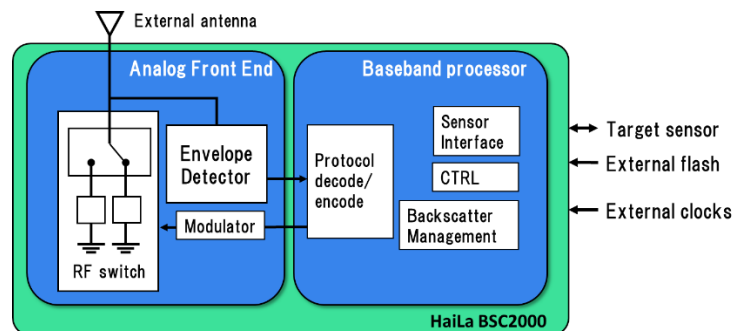 External antenna
Analog Front End
Baseband processor
Envelope
Detector
Modulator
RF switch
Protocol
decode/
encode
Sensor
Interface
CTRL
Backscatter
Management
Target sensor
External flash
External clocks
HaiLa BSC2000